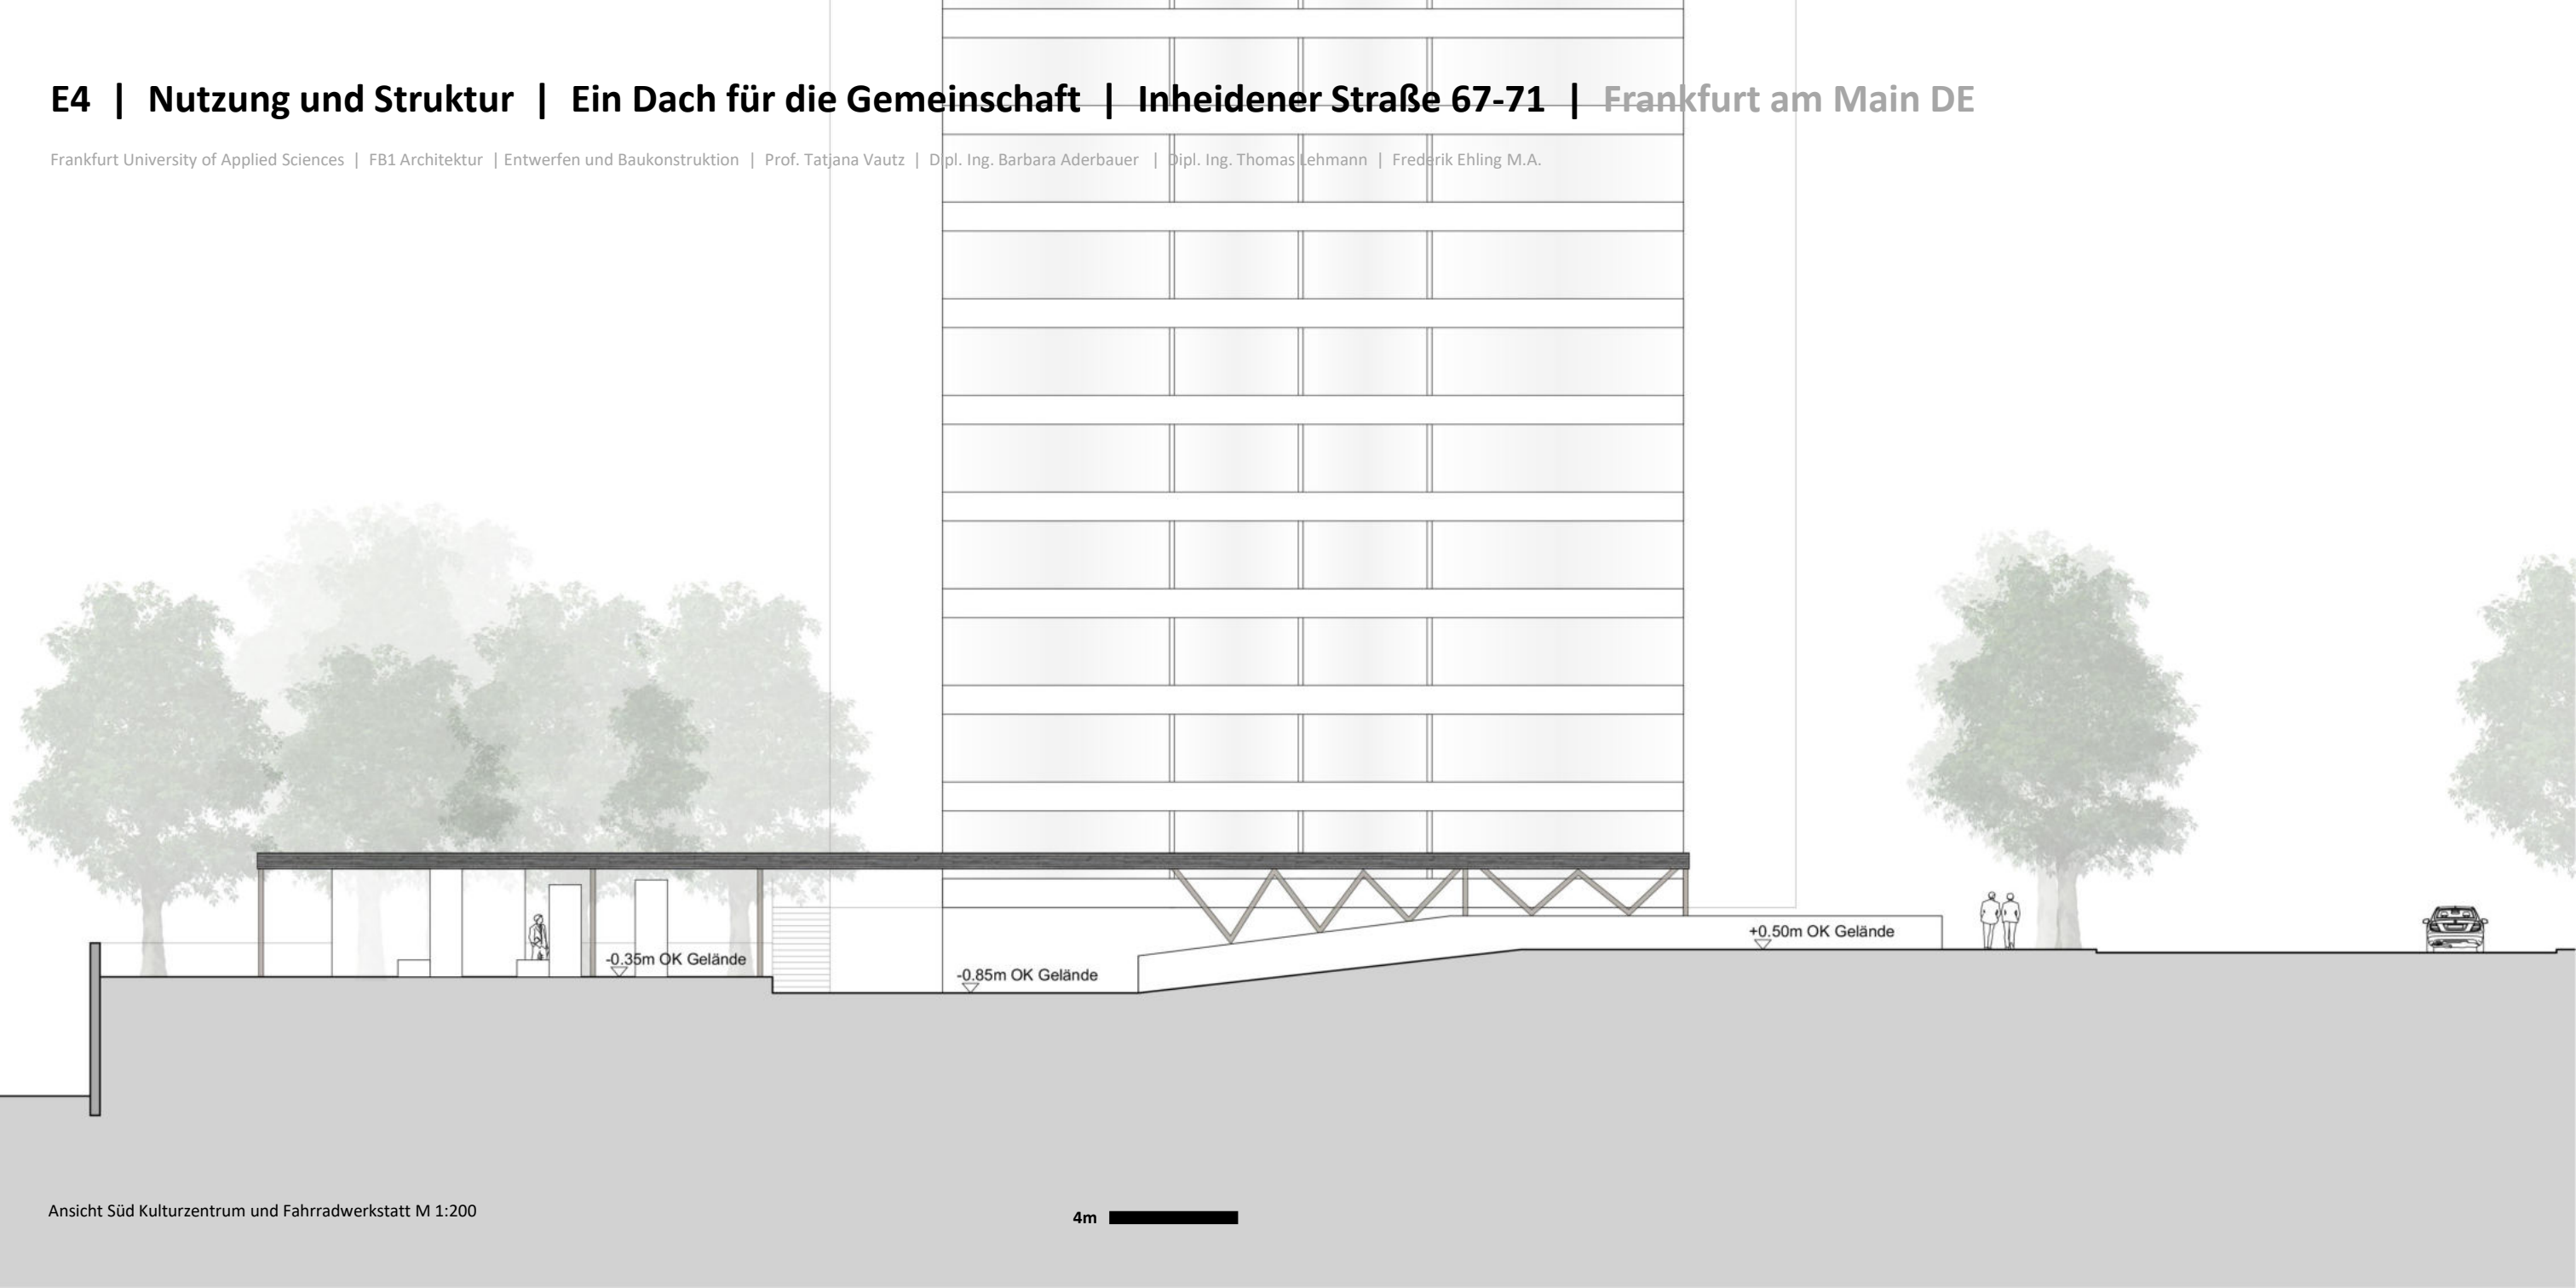 E4 | Nutzung und Struktur | Ein Dach für die Gemeinschaft | Inheidener Straße 67-71 | Frankfurt am Main DE
Frankfurt University of Applied Sciences | FB1 Architektur | Entwerfen und Baukonstruktion | Prof. Tatjana Vautz | Dipl. Ing. Barbara Aderbauer | Dipl. Ing. Thomas Lehmann | Frederik Ehling M.A.
+0.50m OK Gelände
-0.35m OK Gelände
-0.85m OK Gelände
Ansicht Süd Kulturzentrum und Fahrradwerkstatt M 1:200
4m